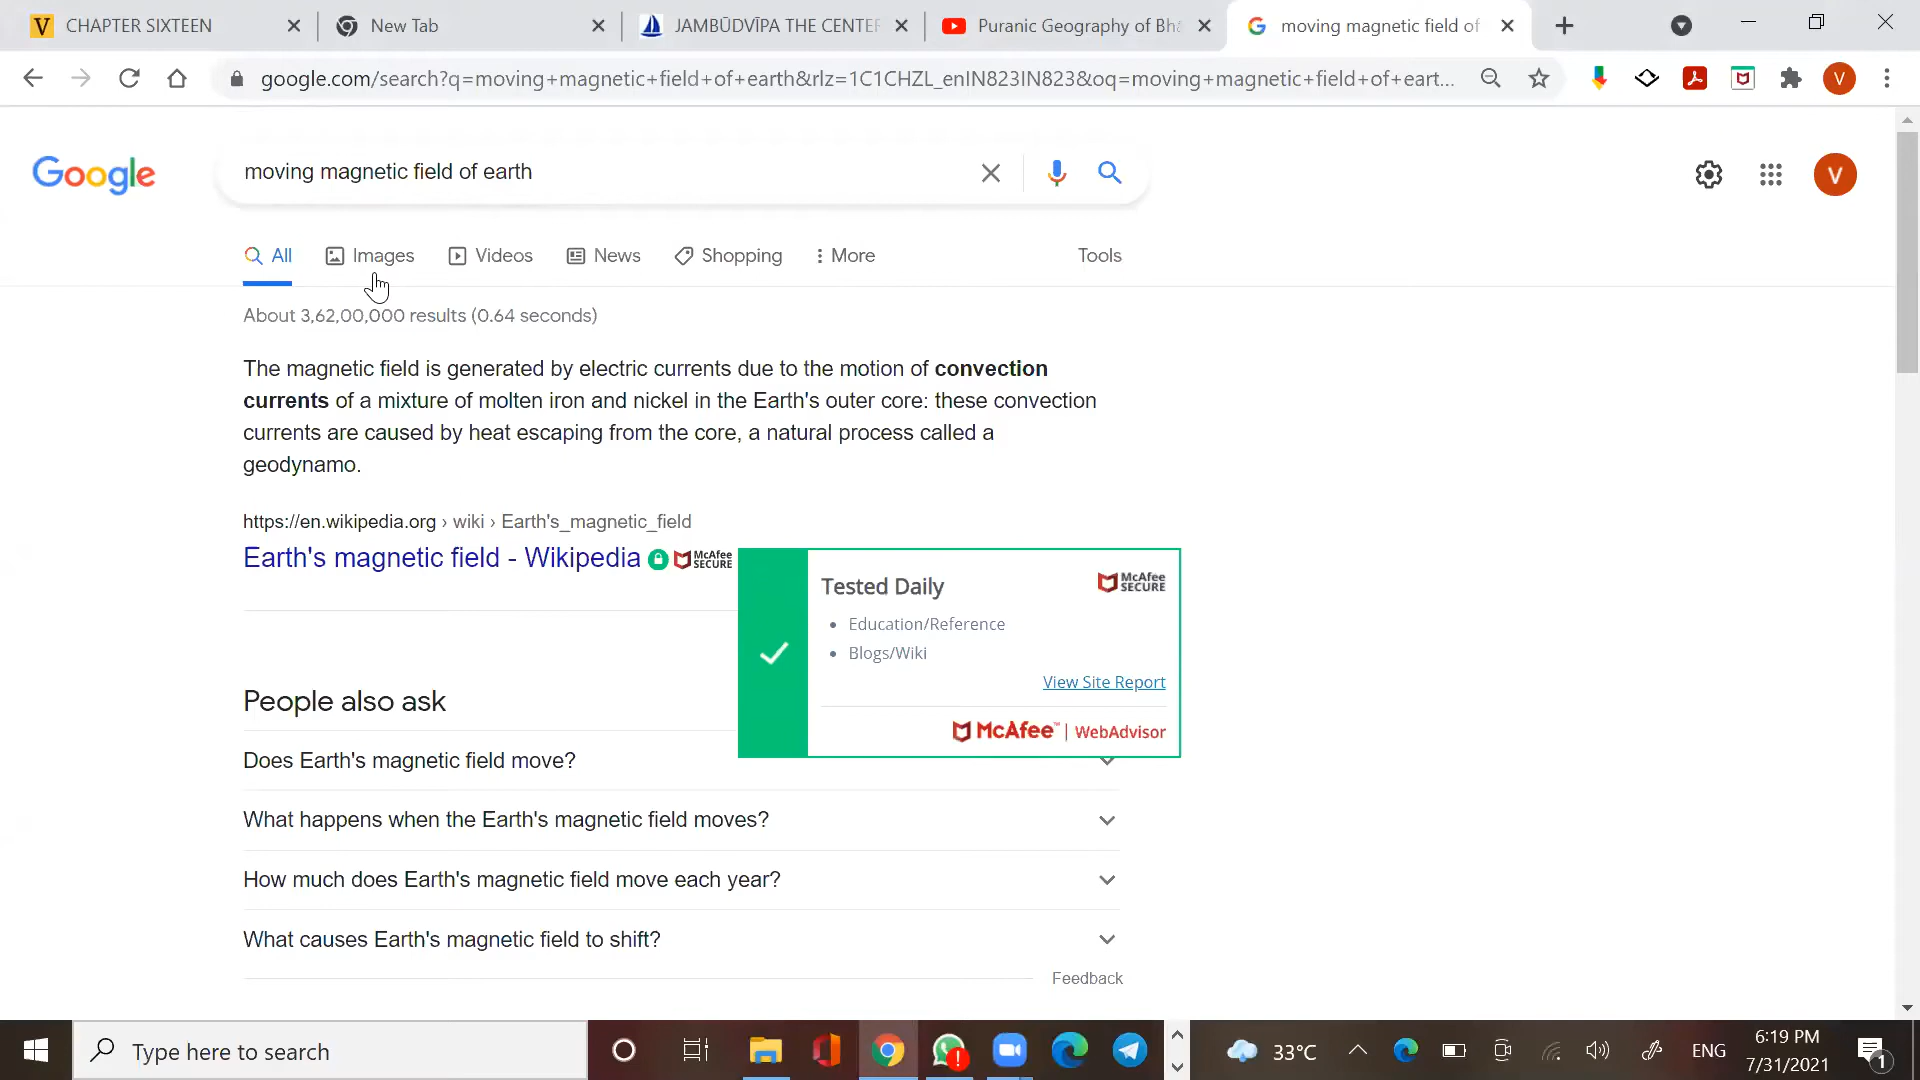 CHAPTER SIXTEEN
New Tab
JAMBŪDVĪPA THE CENTER
Puranic Geography of Bha
moving magnetic field of
google.com/search?q=moving+magnetic+field+of+earth&rlz=1C1CHZL_enIN823IN823&oq=moving+magnetic+field+of+eart...
V
Google
moving magnetic field of earth
V
All
Images
Videos
News
Shopping
More
Tools
About 3,62,00,000 results (0.64 seconds)
The magnetic field is generated by electric currents due to the motion of convection
currents of a mixture of molten iron and nickel in the Earth's outer core: these convection
currents are caused by heat escaping from the core, a natural process called a
geodynamo.
https://en.wikipedia.org › wiki › Earth's_magnetic_field
Earth's magnetic field - Wikipedia
McAfee
SECURE
Tested Daily
McAfee
SECURE
• Education/Reference
• Blogs/Wiki
View Site Report
McAfee™ | WebAdvisor
People also ask
Does Earth's magnetic field move?
What happens when the Earth's magnetic field moves?
How much does Earth's magnetic field move each year?
What causes Earth's magnetic field to shift?
Feedback
Type here to search
33°C
ENG
6:19 PM
7/31/2021
1